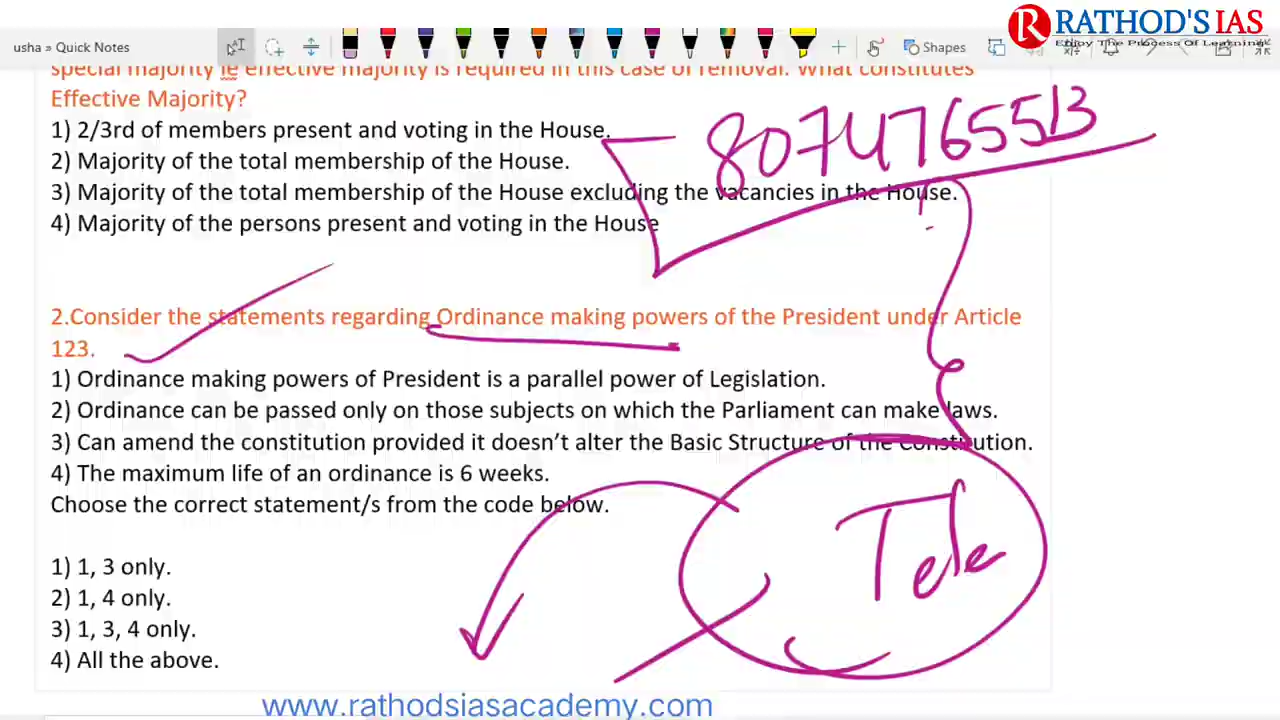 RATHOD'S IAS
Enjoy The Process Of Learning
usha » Quick Notes
Shapes
special majority ie effective majority is required in this case of removal. What constitutes
Effective Majority?
1) 2/3rd of members present and voting in the House.
2) Majority of the total membership of the House.
3) Majority of the total membership of the House excluding the vacancies in the House.
4) Majority of the persons present and voting in the House
8074765513
2.Consider the statements regarding Ordinance making powers of the President under Article
123.
1) Ordinance making powers of President is a parallel power of Legislation.
2) Ordinance can be passed only on those subjects on which the Parliament can make laws.
3) Can amend the constitution provided it doesn't alter the Basic Structure of the Constitution.
4) The maximum life of an ordinance is 6 weeks.
Choose the correct statement/s from the code below.
Tele
1) 1, 3 only.
2) 1, 4 only.
3) 1, 3, 4 only.
4) All the above.
www.rathodsiasacademy.com